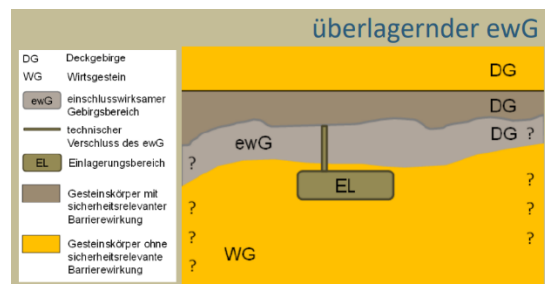 überlagernder ewG
DG Deckgebirge
WG Wirtsgestein
ewG einschlusswirksamer
Gebirgsbereich
technischer
Verschluss des ewG
EL Einlagerungsbereich
Gesteinskörper mit
sicherheitsrelevanter
Barrierewirkung
Gesteinskörper ohne
sicherheitsrelevante
Barrierewirkung
DG
DG
ewG
DG ?
?
EL
?
?
?
?
?
WG
?